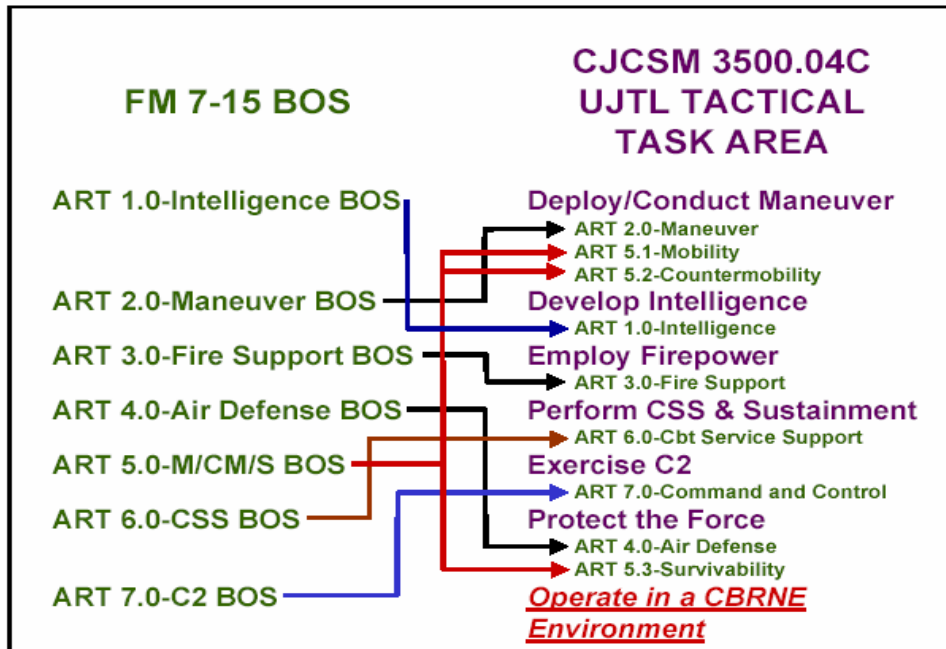 FM 7-15 BOS
ART 1.0-Intelligence BOS
ART 2.0-Maneuver BOS
ART 3.0-Fire Support BOS
ART 4.0-Air Defense BOS
ART 5.0-M/CM/S BOS
ART 6.0-CSS BOS
ART 7.0-C2 BOS
CJCSM 3500.04C
UJTL TACTICAL
TASK AREA
Deploy/Conduct Maneuver
ART 2.0-Maneuver
ART 5.1-Mobility
ART 5.2-Countermobility
Develop Intelligence
ART 1.0-Intelligence
Employ Firepower
ART 3.0-Fire Support
Perform CSS & Sustainment
ART 6.0-Cbt Service Support
Exercise C2
ART 7.0-Command and Control
Protect the Force
ART 4.0-Air Defense
ART 5.3-Survivability
Operate in a CBRNE
Environment